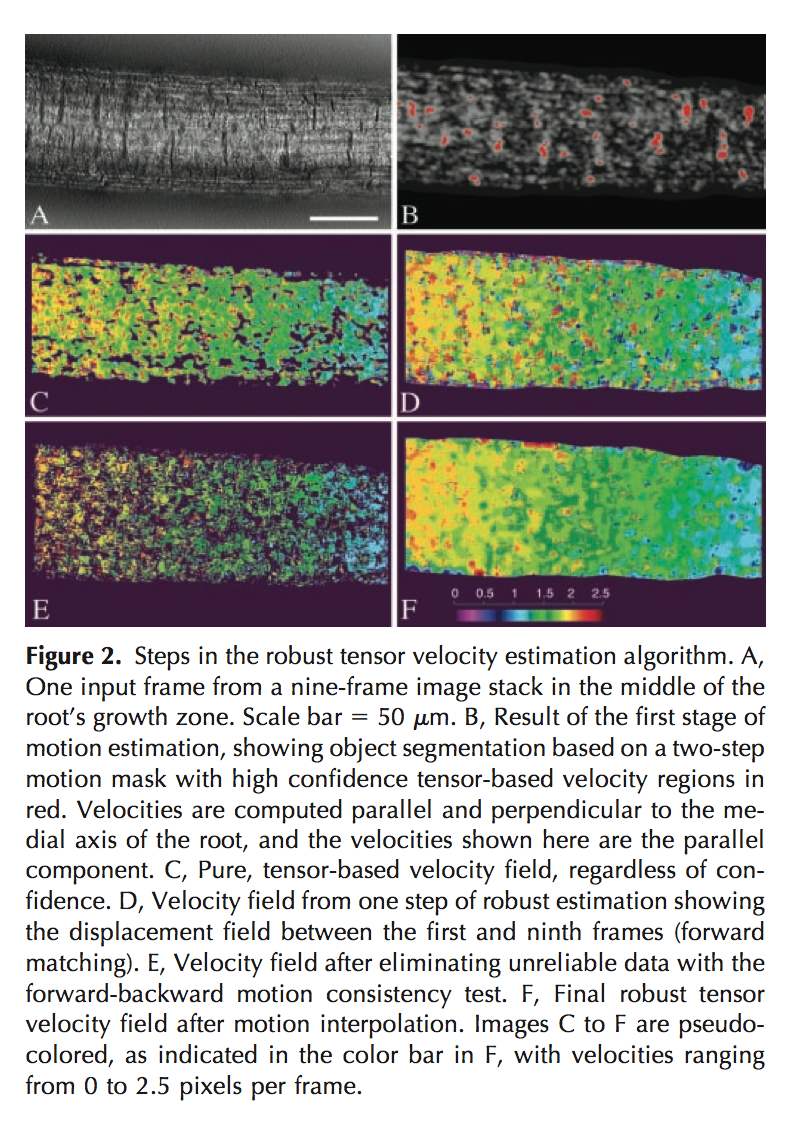 A
B
C
D
E
F
0 0.5 1 1.5 2 2.5
Figure 2. Steps in the robust tensor velocity estimation algorithm. A,
One input frame from a nine-frame image stack in the middle of the
root's growth zone. Scale bar = 50 μm. B, Result of the first stage of
motion estimation, showing object segmentation based on a two-step
motion mask with high confidence tensor-based velocity regions in
red. Velocities are computed parallel and perpendicular to the me-
dial axis of the root, and the velocities shown here are the parallel
component. C, Pure, tensor-based velocity field, regardless of con-
fidence. D, Velocity field from one step of robust estimation showing
the displacement field between the first and ninth frames (forward
matching). E, Velocity field after eliminating unreliable data with the
forward-backward motion consistency test. F, Final robust tensor
velocity field after motion interpolation. Images C to F are pseudo-
colored, as indicated in the color bar in F, with velocities ranging
from 0 to 2.5 pixels per frame.